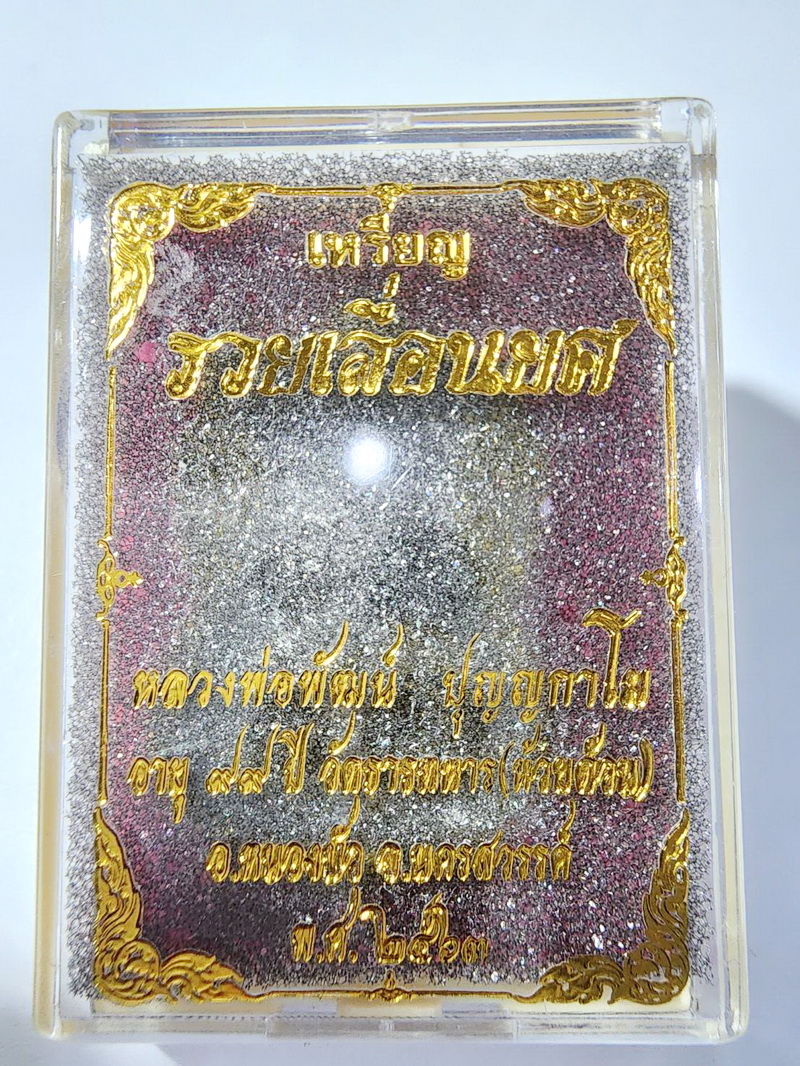 เหรียญ
รวยเลื่อนยศ
หลวงพ่อพัฒน์ ปุญญกาโม
อายุ ๙๙ ปี วัดธารทหาร(ห้วยด้วน)
อ.หนองบัว จ.นครสวรรค์
พ.ศ. ๒๕๖๓